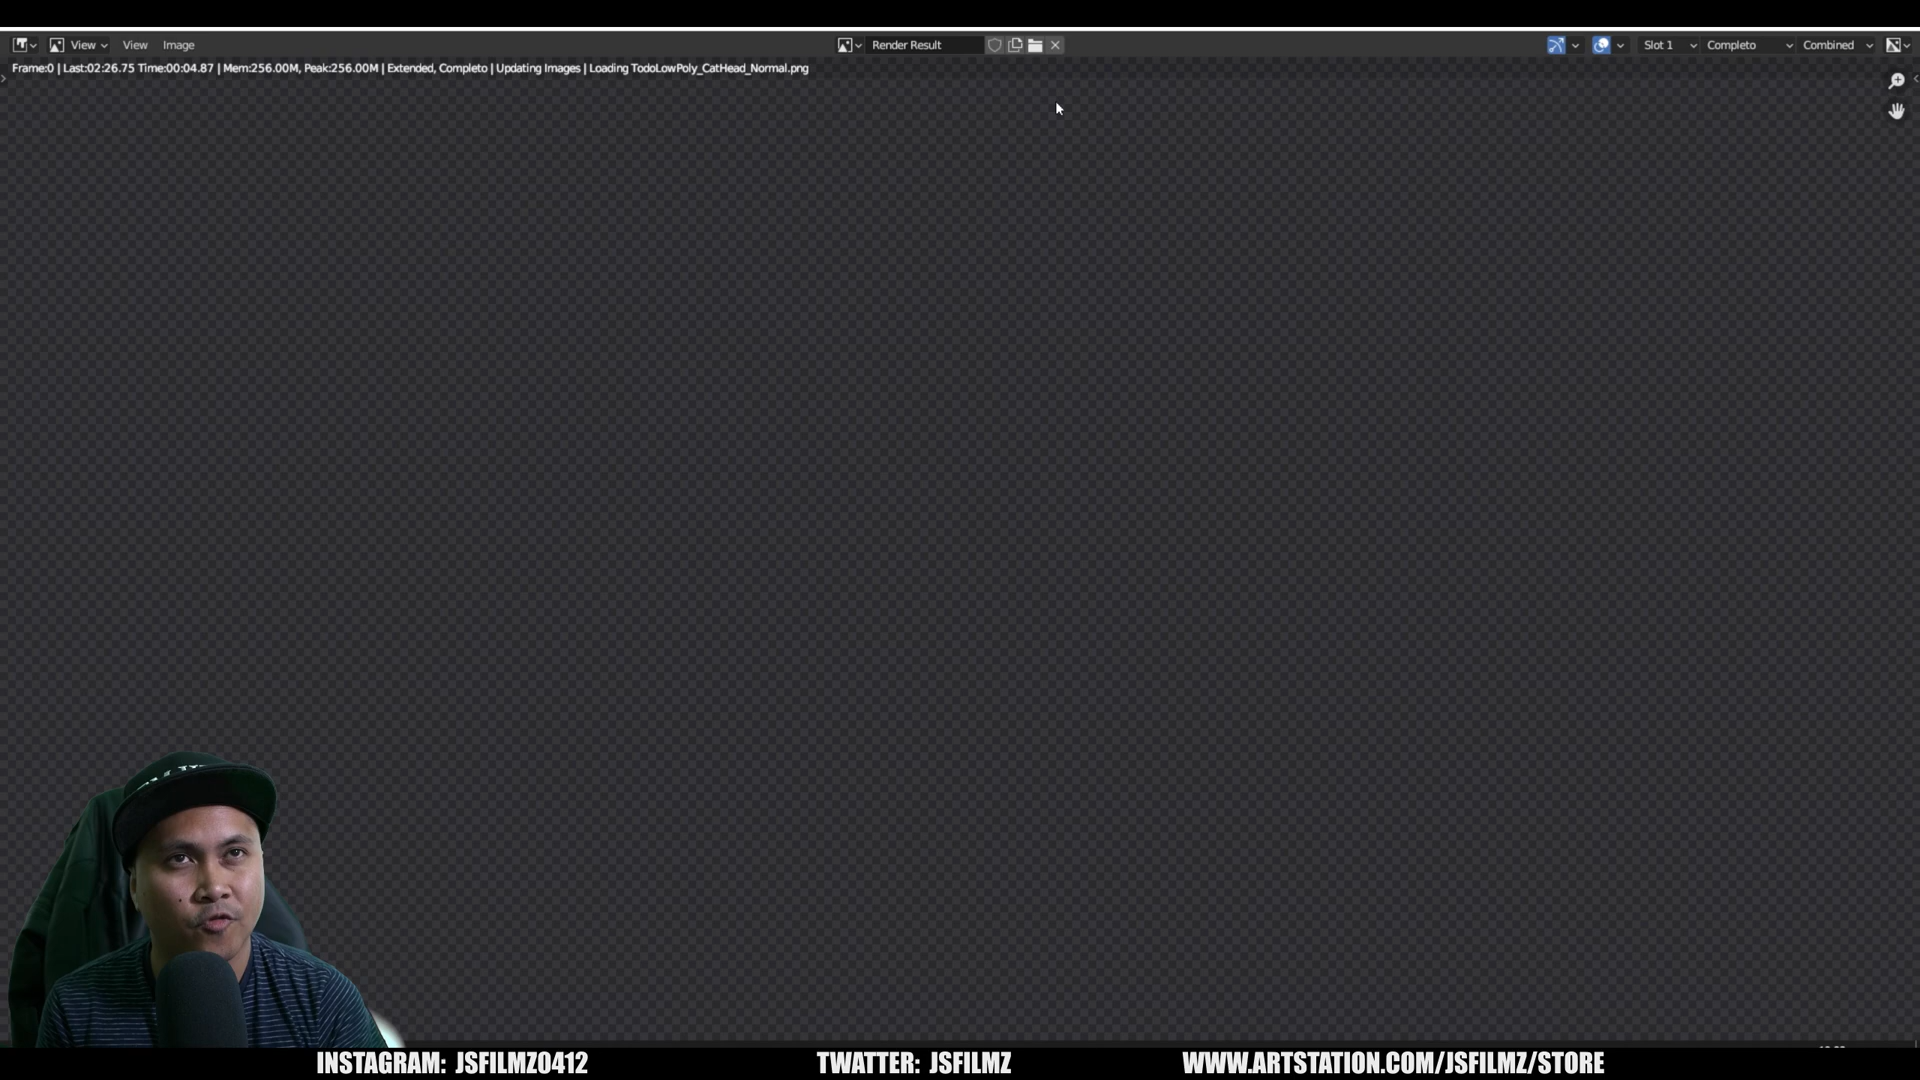 View View Image Render Result Slot 1 Completo Combined
Frame:0 | Last:02:26.75 Time:00:04.87 | Mem:256.00M, Peak:256.00M | Extended, Completo | Updating Images | Loading TodoLowPoly_CatHead_Normal.png
INSTAGRAM: JSFILMZ0412 TWATTER: JSFILMZ WWW.ARTSTATION.COM/JSFILMZ/STORE